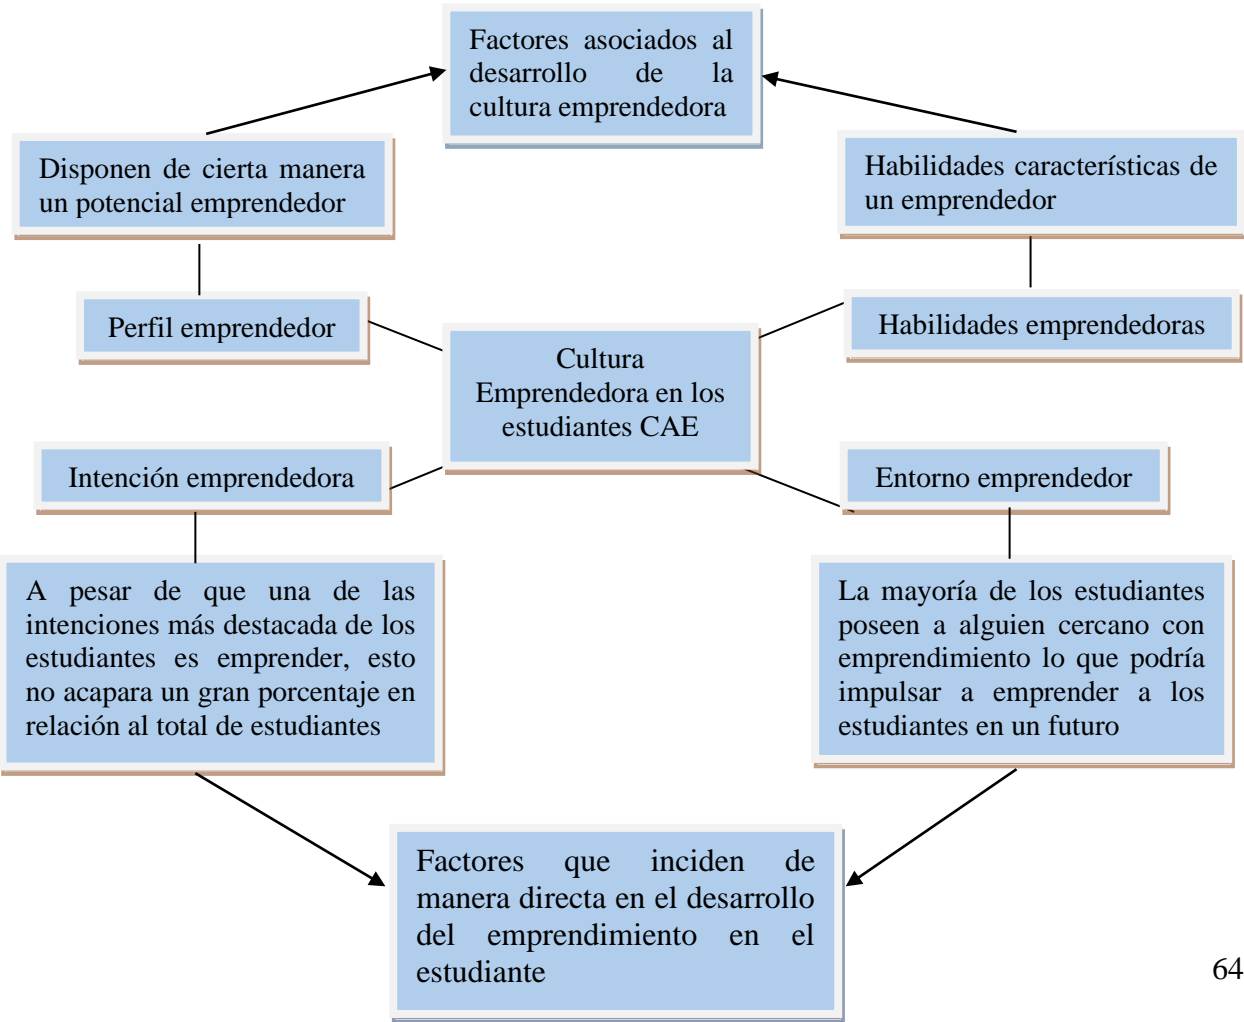 Factores asociados al
desarrollo de la
cultura emprendedora
Disponen de cierta manera
un potencial emprendedor
Habilidades características de
un emprendedor
Perfil emprendedor
Habilidades emprendedoras
Cultura
Emprendedora en los
estudiantes CAE
Intención emprendedora
Entorno emprendedor
A pesar de que una de las
intenciones más destacada de los
estudiantes es emprender, esto
no acapara un gran porcentaje en
relación al total de estudiantes
La mayoría de los estudiantes
poseen a alguien cercano con
emprendimiento lo que podría
impulsar a emprender a los
estudiantes en un futuro
Factores que inciden de
manera directa en el desarrollo
del emprendimiento en el
estudiante
64